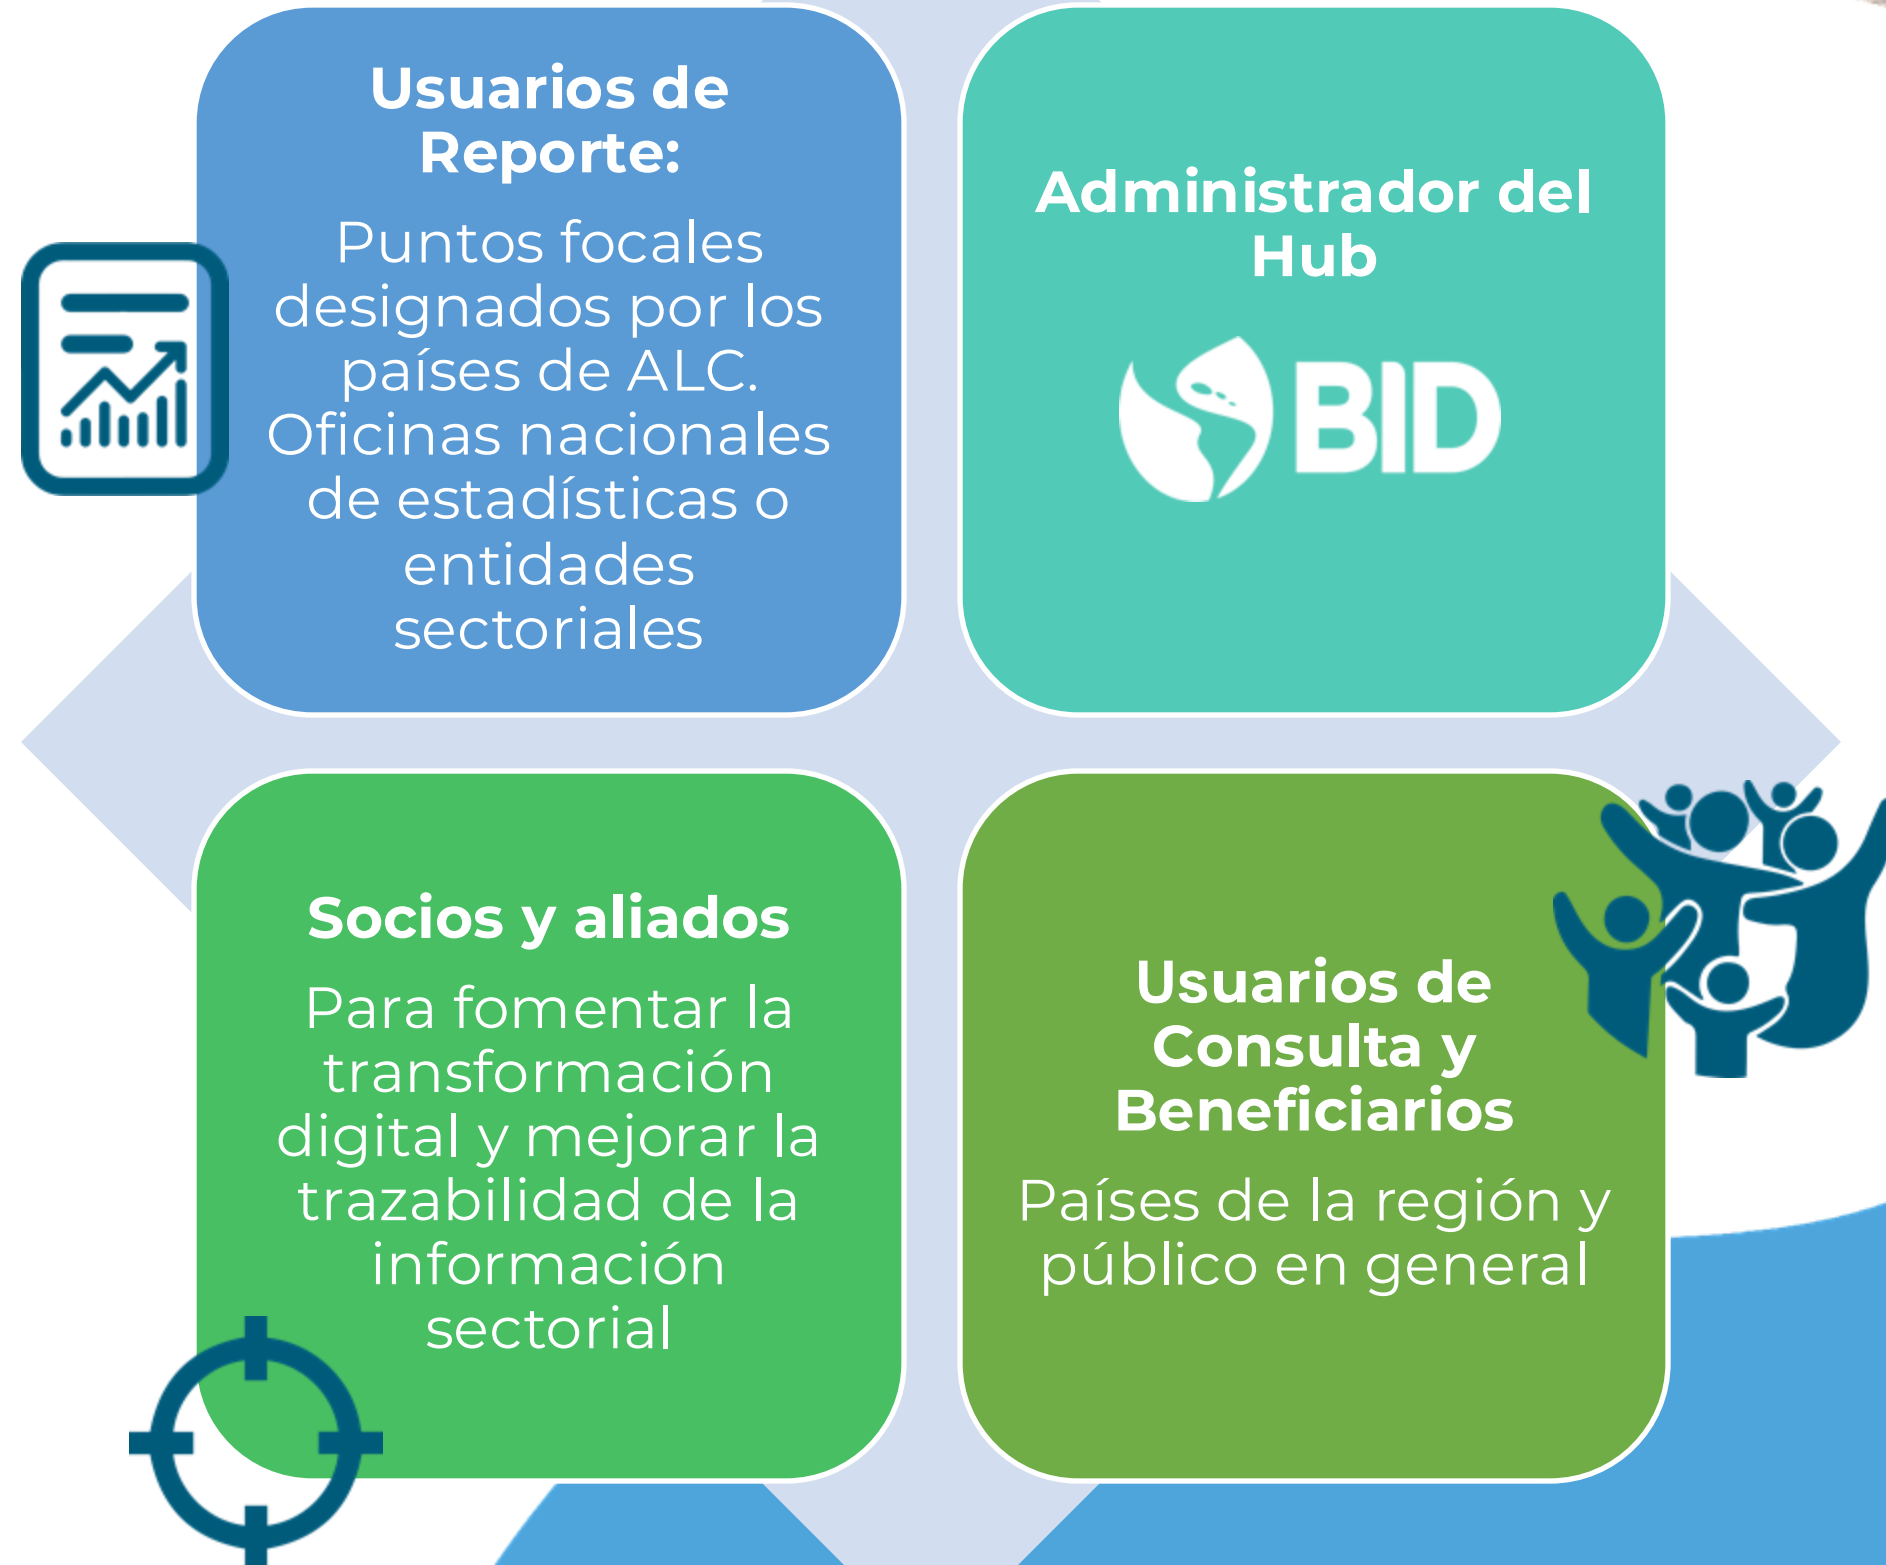 Usuarios de
Reporte:
Puntos focales
designados por los
países de ALC.
Oficinas nacionales
de estadísticas o
entidades
sectoriales
Administrador del
Hub
BID
Socios y aliados
Para fomentar la
transformación
digital y mejorar la
trazabilidad de la
información
sectorial
Usuarios de
Consulta y
Beneficiarios
Países de la región y
público en general